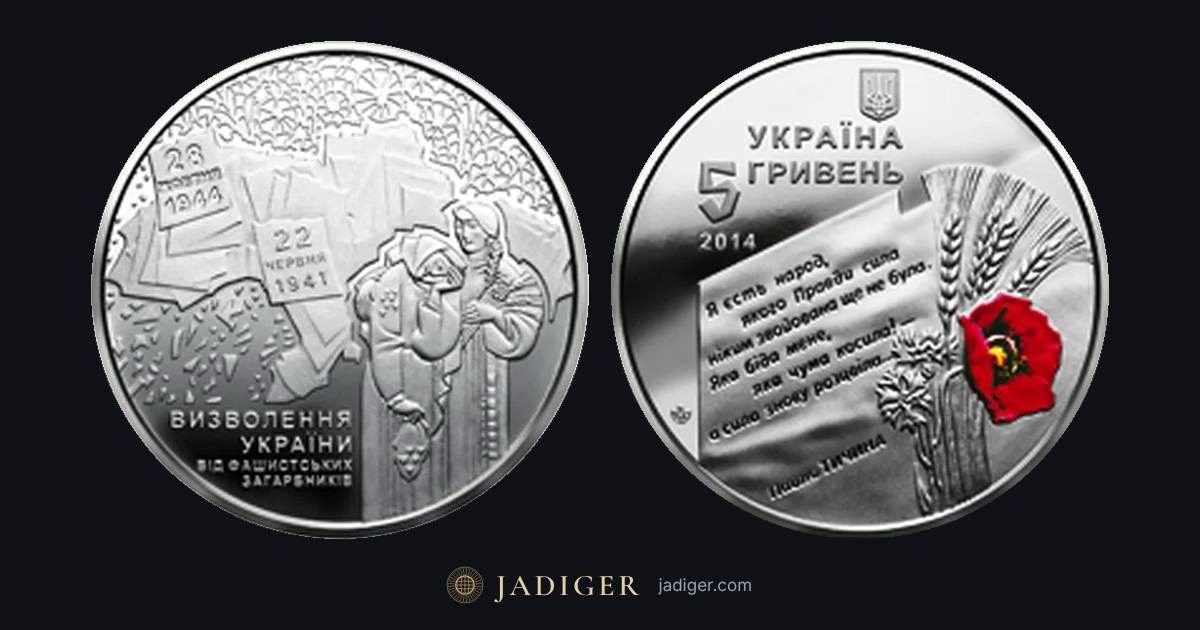 28
ЖОВТНЯ
1944
22
ЧЕРВНЯ
1941
ВИЗВОЛЕННЯ
УКРАЇНИ
ВІД ФАШИСТСЬКИХ
ЗАГАРБНИКІВ
УКРАЇНА
5 ГРИВЕНЬ
2014
Я єсть народ,
якого Правди сила
ніким звойована ще не була.
Яка біда мене,
яка чума косила! —
а сила знову розцвіла...
Павло ТИЧИНА
JADIGER jadiger.com